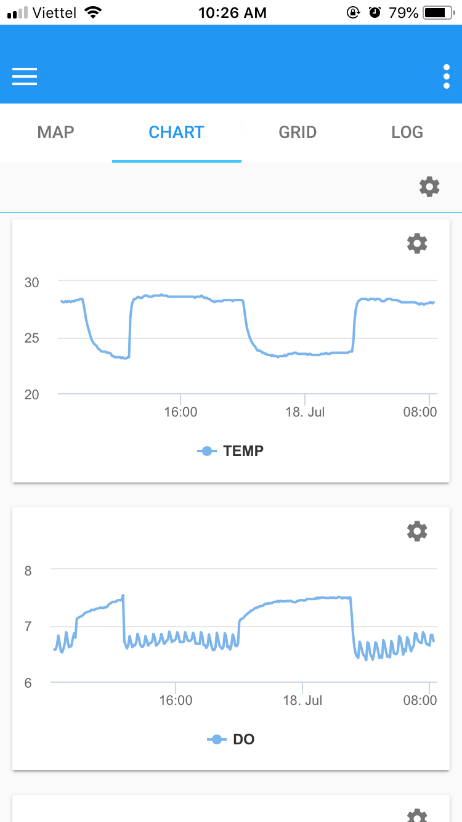 Viettel 10:26 AM 79%
MAP CHART GRID LOG
30
25
20
16:00 18. Jul 08:00
TEMP
8
7
6
16:00 18. Jul 08:00
DO